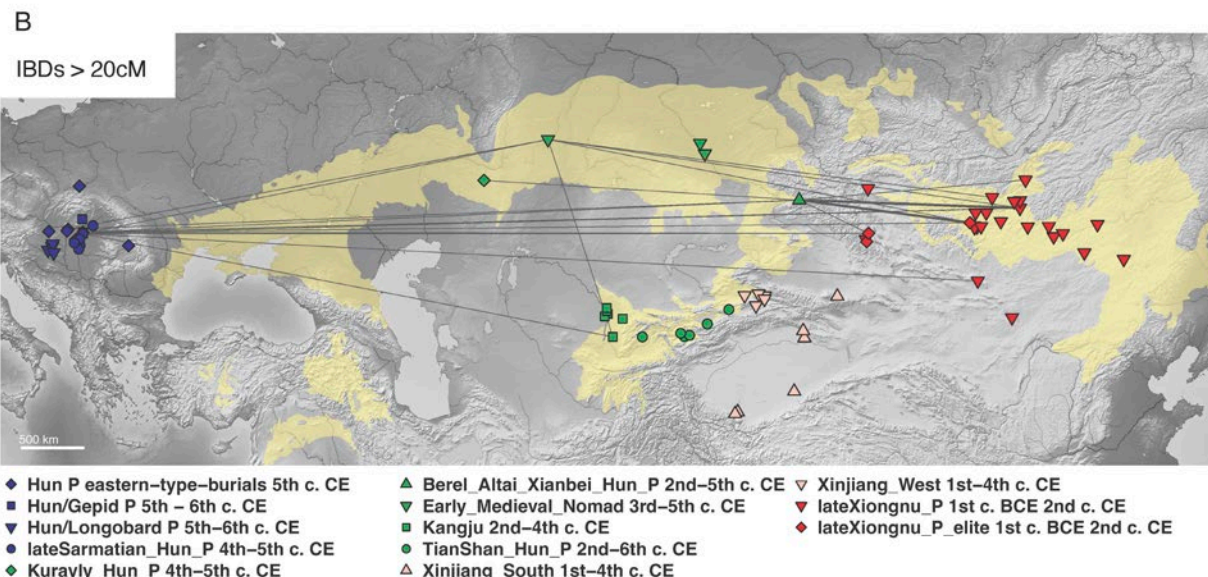 B
IBDs > 20cM
500 km
Hun P eastern-type-burials 5th c. CE
Hun/Gepid P 5th - 6th c. CE
Hun/Longobard P 5th-6th c. CE
lateSarmatian_Hun_P 4th-5th c. CE
Kurayly_Hun_P 4th-5th c. CE
Berel_Altai_Xianbei_Hun_P 2nd-5th c. CE
Early_Medieval_Nomad 3rd-5th c. CE
Kangju 2nd-4th c. CE
TianShan_Hun_P 2nd-6th c. CE
Xinjiang_South 1st-4th c. CE
Xinjiang_West 1st-4th c. CE
lateXiongnu_P 1st c. BCE 2nd c. CE
lateXiongnu_P_elite 1st c. BCE 2nd c. CE